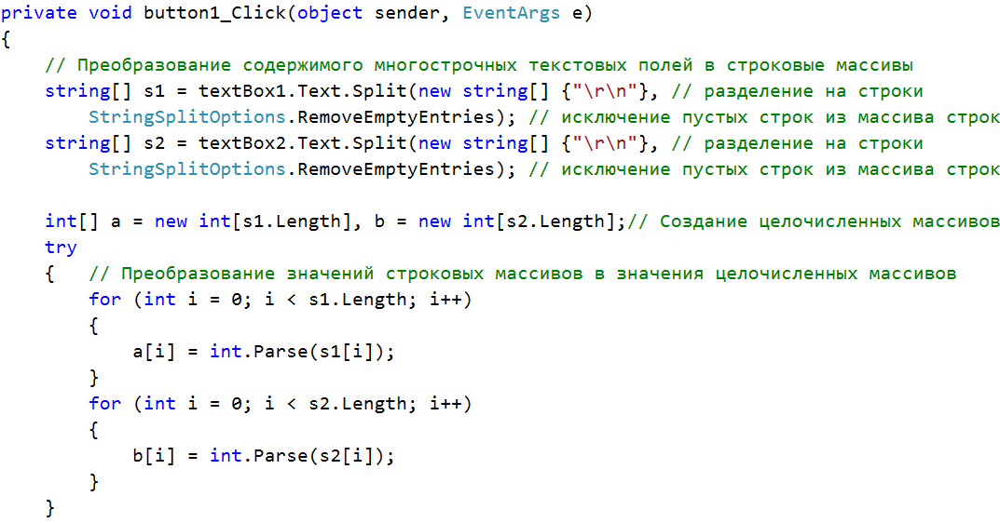 private void button1_Click(object sender, EventArgs e)
{
    // Преобразование содержимого многострочных текстовых полей в строковые массивы
    string[] s1 = textBox1.Text.Split(new string[] {"\r\n"}, // разделение на строки
        StringSplitOptions.RemoveEmptyEntries); // исключение пустых строк из массива строк
    string[] s2 = textBox2.Text.Split(new string[] {"\r\n"}, // разделение на строки
        StringSplitOptions.RemoveEmptyEntries); // исключение пустых строк из массива строк

    int[] a = new int[s1.Length], b = new int[s2.Length];// Создание целочисленных массивов
    try
    {   // Преобразование значений строковых массивов в значения целочисленных массивов
        for (int i = 0; i < s1.Length; i++)
        {
            a[i] = int.Parse(s1[i]);
        }
        for (int i = 0; i < s2.Length; i++)
        {
            b[i] = int.Parse(s2[i]);
        }
    }